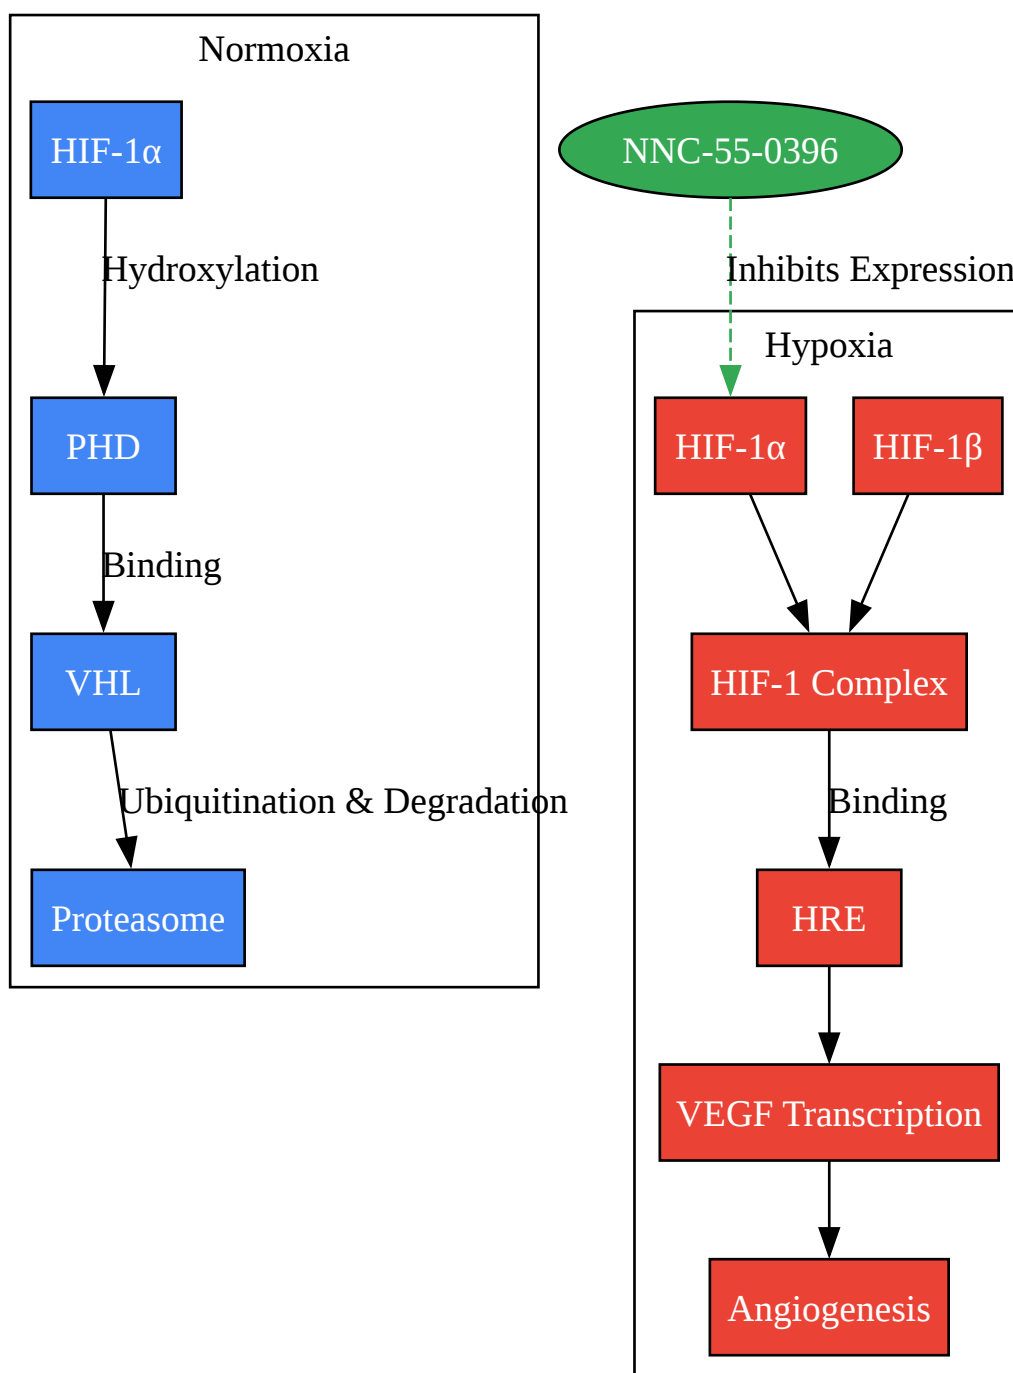 Normoxia
HIF-1α
Hydroxylation
PHD
Binding
VHL
Ubiquitination & Degradation
Proteasome
NNC-55-0396
Inhibits Expression
Hypoxia
HIF-1α
HIF-1β
HIF-1 Complex
Binding
HRE
VEGF Transcription
Angiogenesis